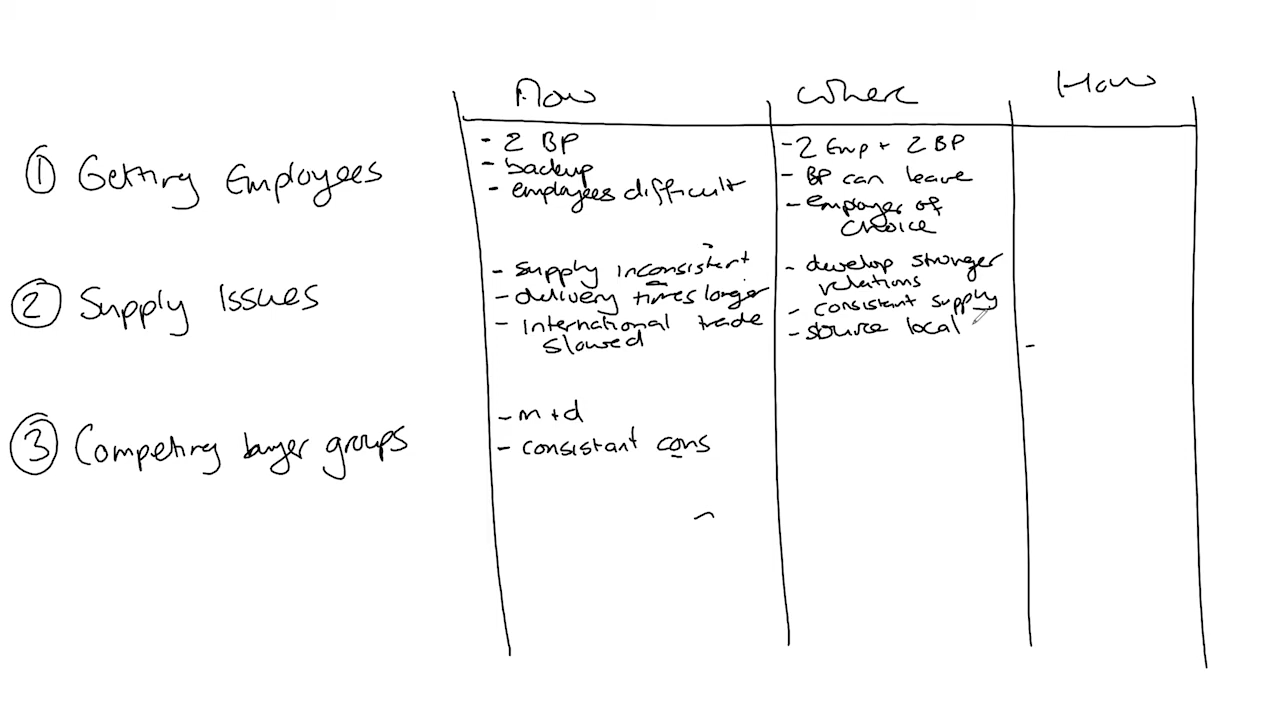 Now Where How
① Getting Employees
- 2 BP
- backup
- employees difficult
- 2 Emp + 2 BP
- BP can leave
- employer of
choice
② Supply Issues
- supply inconsistent
- delivery times longer
- International trade
slowed
- develop stronger
relations
- consistent supply
- source local
-
③ Competing buyer groups
- m + d
- consistant cons